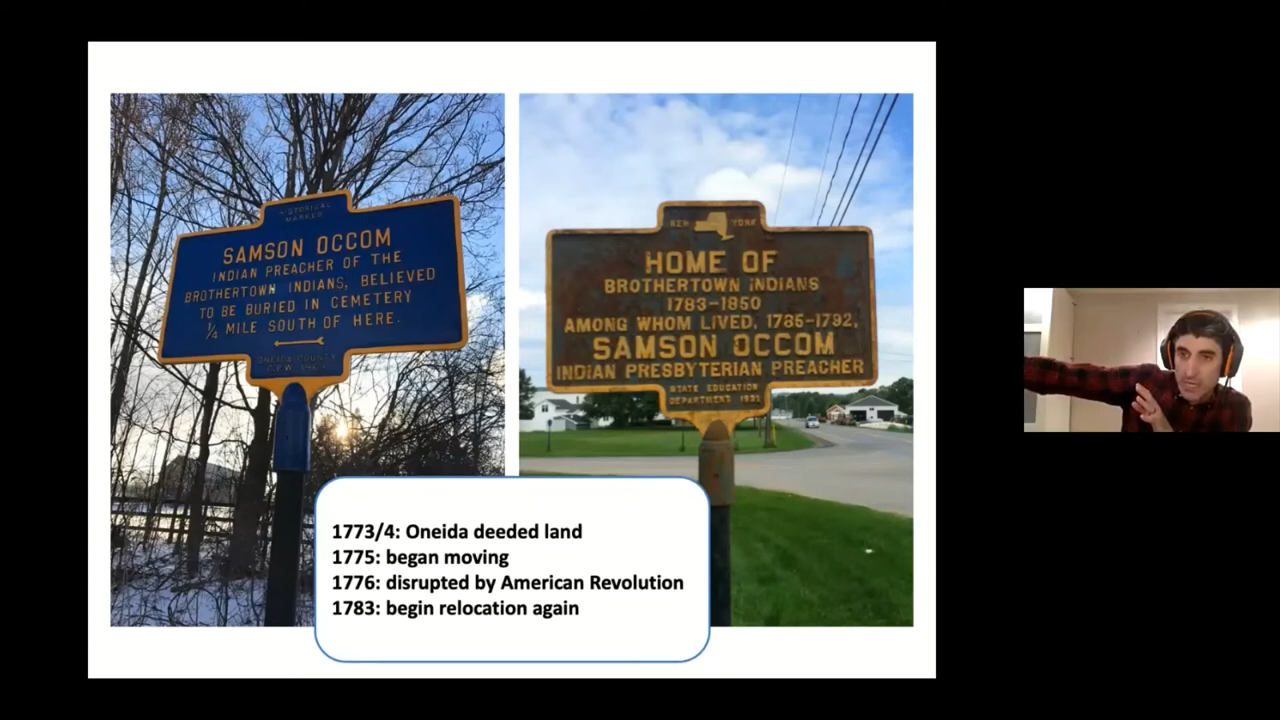 HISTORICAL
MARKER
SAMSON OCCOM
INDIAN PREACHER OF THE
BROTHERTOWN INDIANS, BELIEVED
TO BE BURIED IN CEMETERY
1/4 MILE SOUTH OF HERE.
ONEIDA COUNTY
NEW YORK
HOME OF
BROTHERTOWN INDIANS
1783-1850
AMONG WHOM LIVED, 1785-1792,
SAMSON OCCOM
INDIAN PRESBYTERIAN PREACHER
STATE EDUCATION
DEPARTMENT 1931
1773/4: Oneida deeded land
1775: began moving
1776: disrupted by American Revolution
1783: begin relocation again